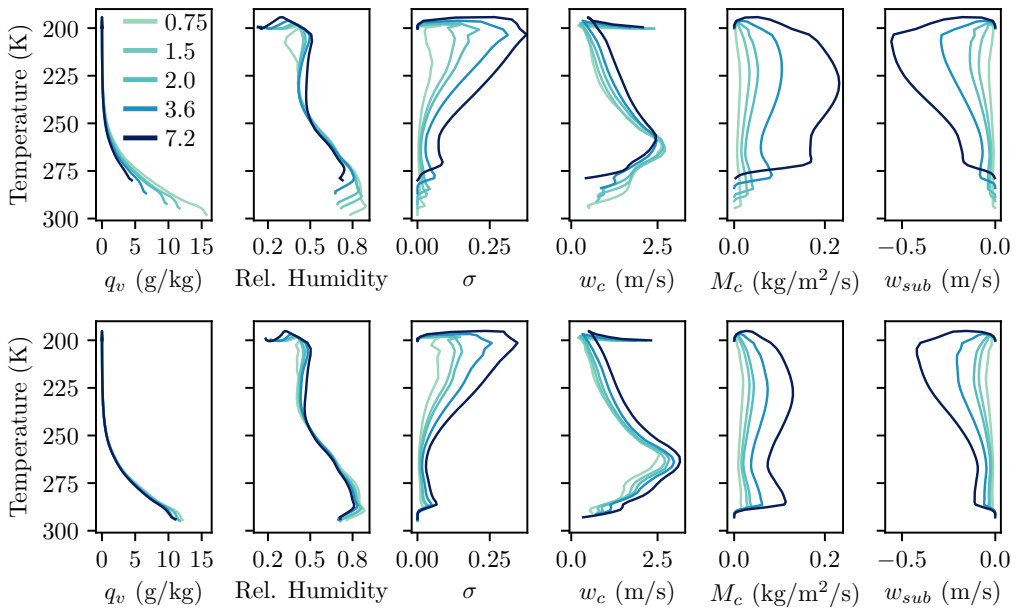 Temperature (K)
200
225
250
275
300
0.75
1.5
2.0
3.6
7.2
0 5 10 15
0.2 0.5 0.8
0.00 0.25
0.0 2.5
0.0 0.2
−0.5 0.0
q_v (g/kg)
Rel. Humidity
σ
w_c (m/s)
M_c (kg/m²/s)
w_sub (m/s)
Temperature (K)
200
225
250
275
300
0 5 10 15
0.2 0.5 0.8
0.00 0.25
0.0 2.5
0.0 0.2
−0.5 0.0
q_v (g/kg)
Rel. Humidity
σ
w_c (m/s)
M_c (kg/m²/s)
w_sub (m/s)